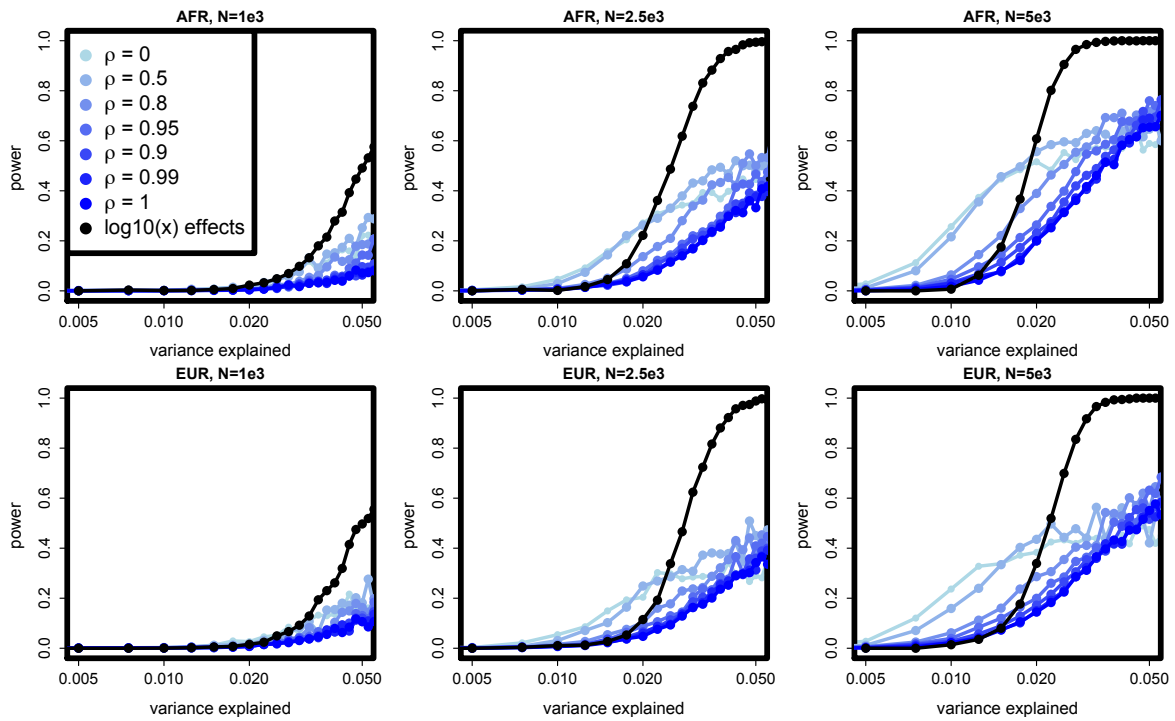 AFR, N=1e3
AFR, N=2.5e3
AFR, N=5e3
power
1.0
0.8
0.6
0.4
0.2
0.0
ρ = 0
ρ = 0.5
ρ = 0.8
ρ = 0.95
ρ = 0.9
ρ = 0.99
ρ = 1
log10(x) effects
0.005
0.010
0.020
0.050
variance explained
power
1.0
0.8
0.6
0.4
0.2
0.0
0.005
0.010
0.020
0.050
variance explained
power
1.0
0.8
0.6
0.4
0.2
0.0
0.005
0.010
0.020
0.050
variance explained
EUR, N=1e3
EUR, N=2.5e3
EUR, N=5e3
power
1.0
0.8
0.6
0.4
0.2
0.0
0.005
0.010
0.020
0.050
variance explained
power
1.0
0.8
0.6
0.4
0.2
0.0
0.005
0.010
0.020
0.050
variance explained
power
1.0
0.8
0.6
0.4
0.2
0.0
0.005
0.010
0.020
0.050
variance explained